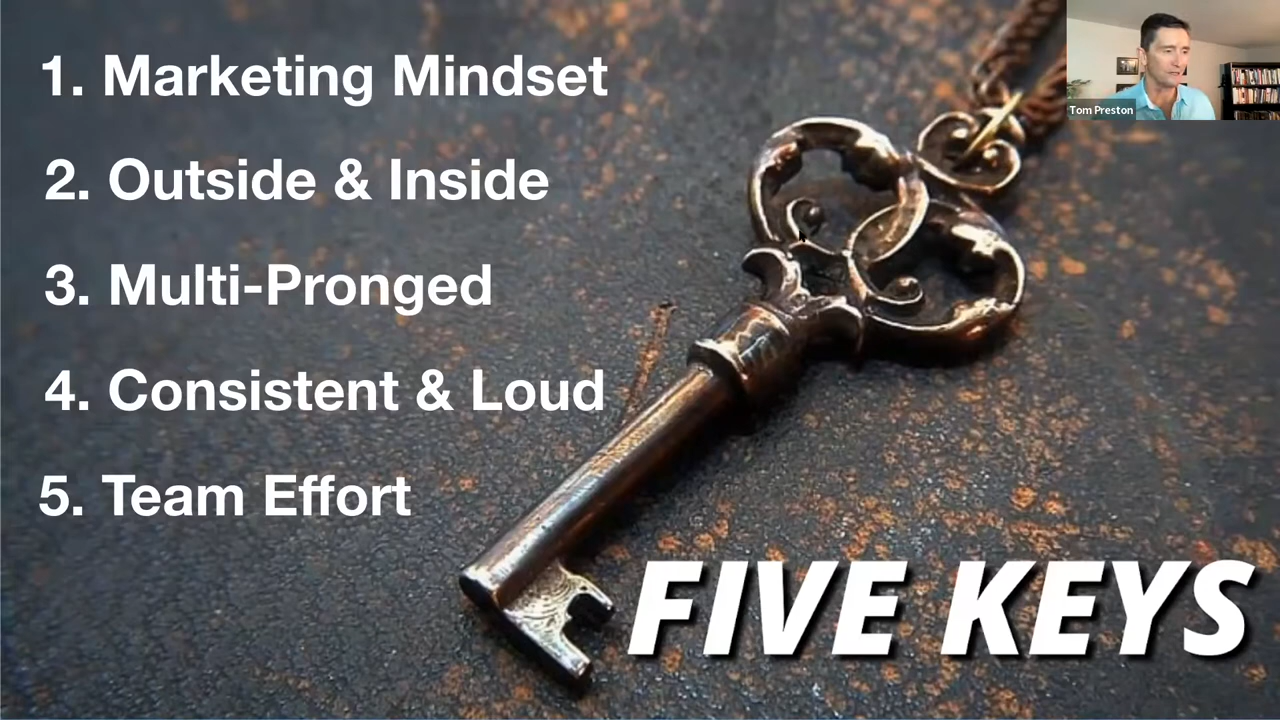 1. Marketing Mindset
2. Outside & Inside
3. Multi-Pronged
4. Consistent & Loud
5. Team Effort
FIVE KEYS
Tom Preston